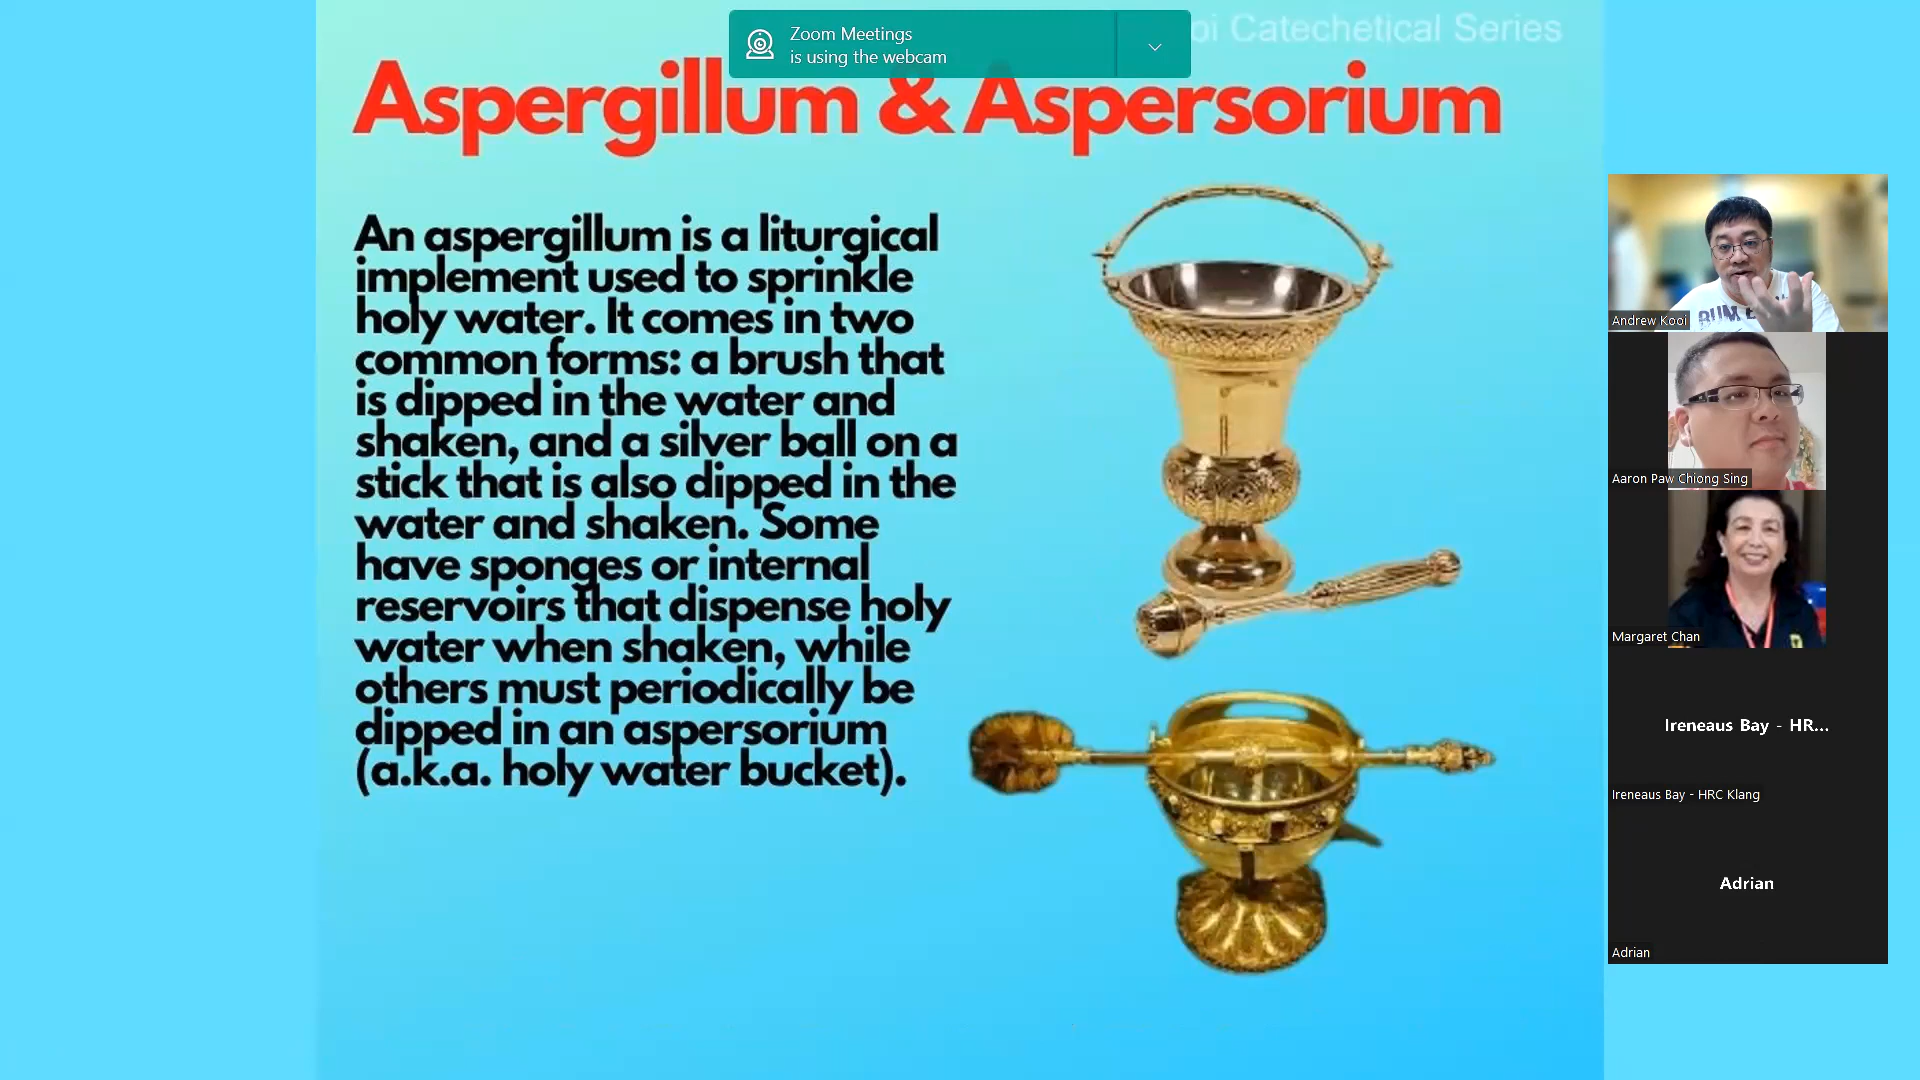 Zoom Meetings
is using the webcam
oi Catechetical Series
Aspergillum & Aspersorium
An aspergillum is a liturgical
implement used to sprinkle
holy water. It comes in two
common forms: a brush that
is dipped in the water and
shaken, and a silver ball on a
stick that is also dipped in the
water and shaken. Some
have sponges or internal
reservoirs that dispense holy
water when shaken, while
others must periodically be
dipped in an aspersorium
(a.k.a. holy water bucket).
Andrew Kooi
Aaron Paw Chiong Sing
Margaret Chan
Ireneaus Bay - HR...
Ireneaus Bay - HRC Klang
Adrian
Adrian